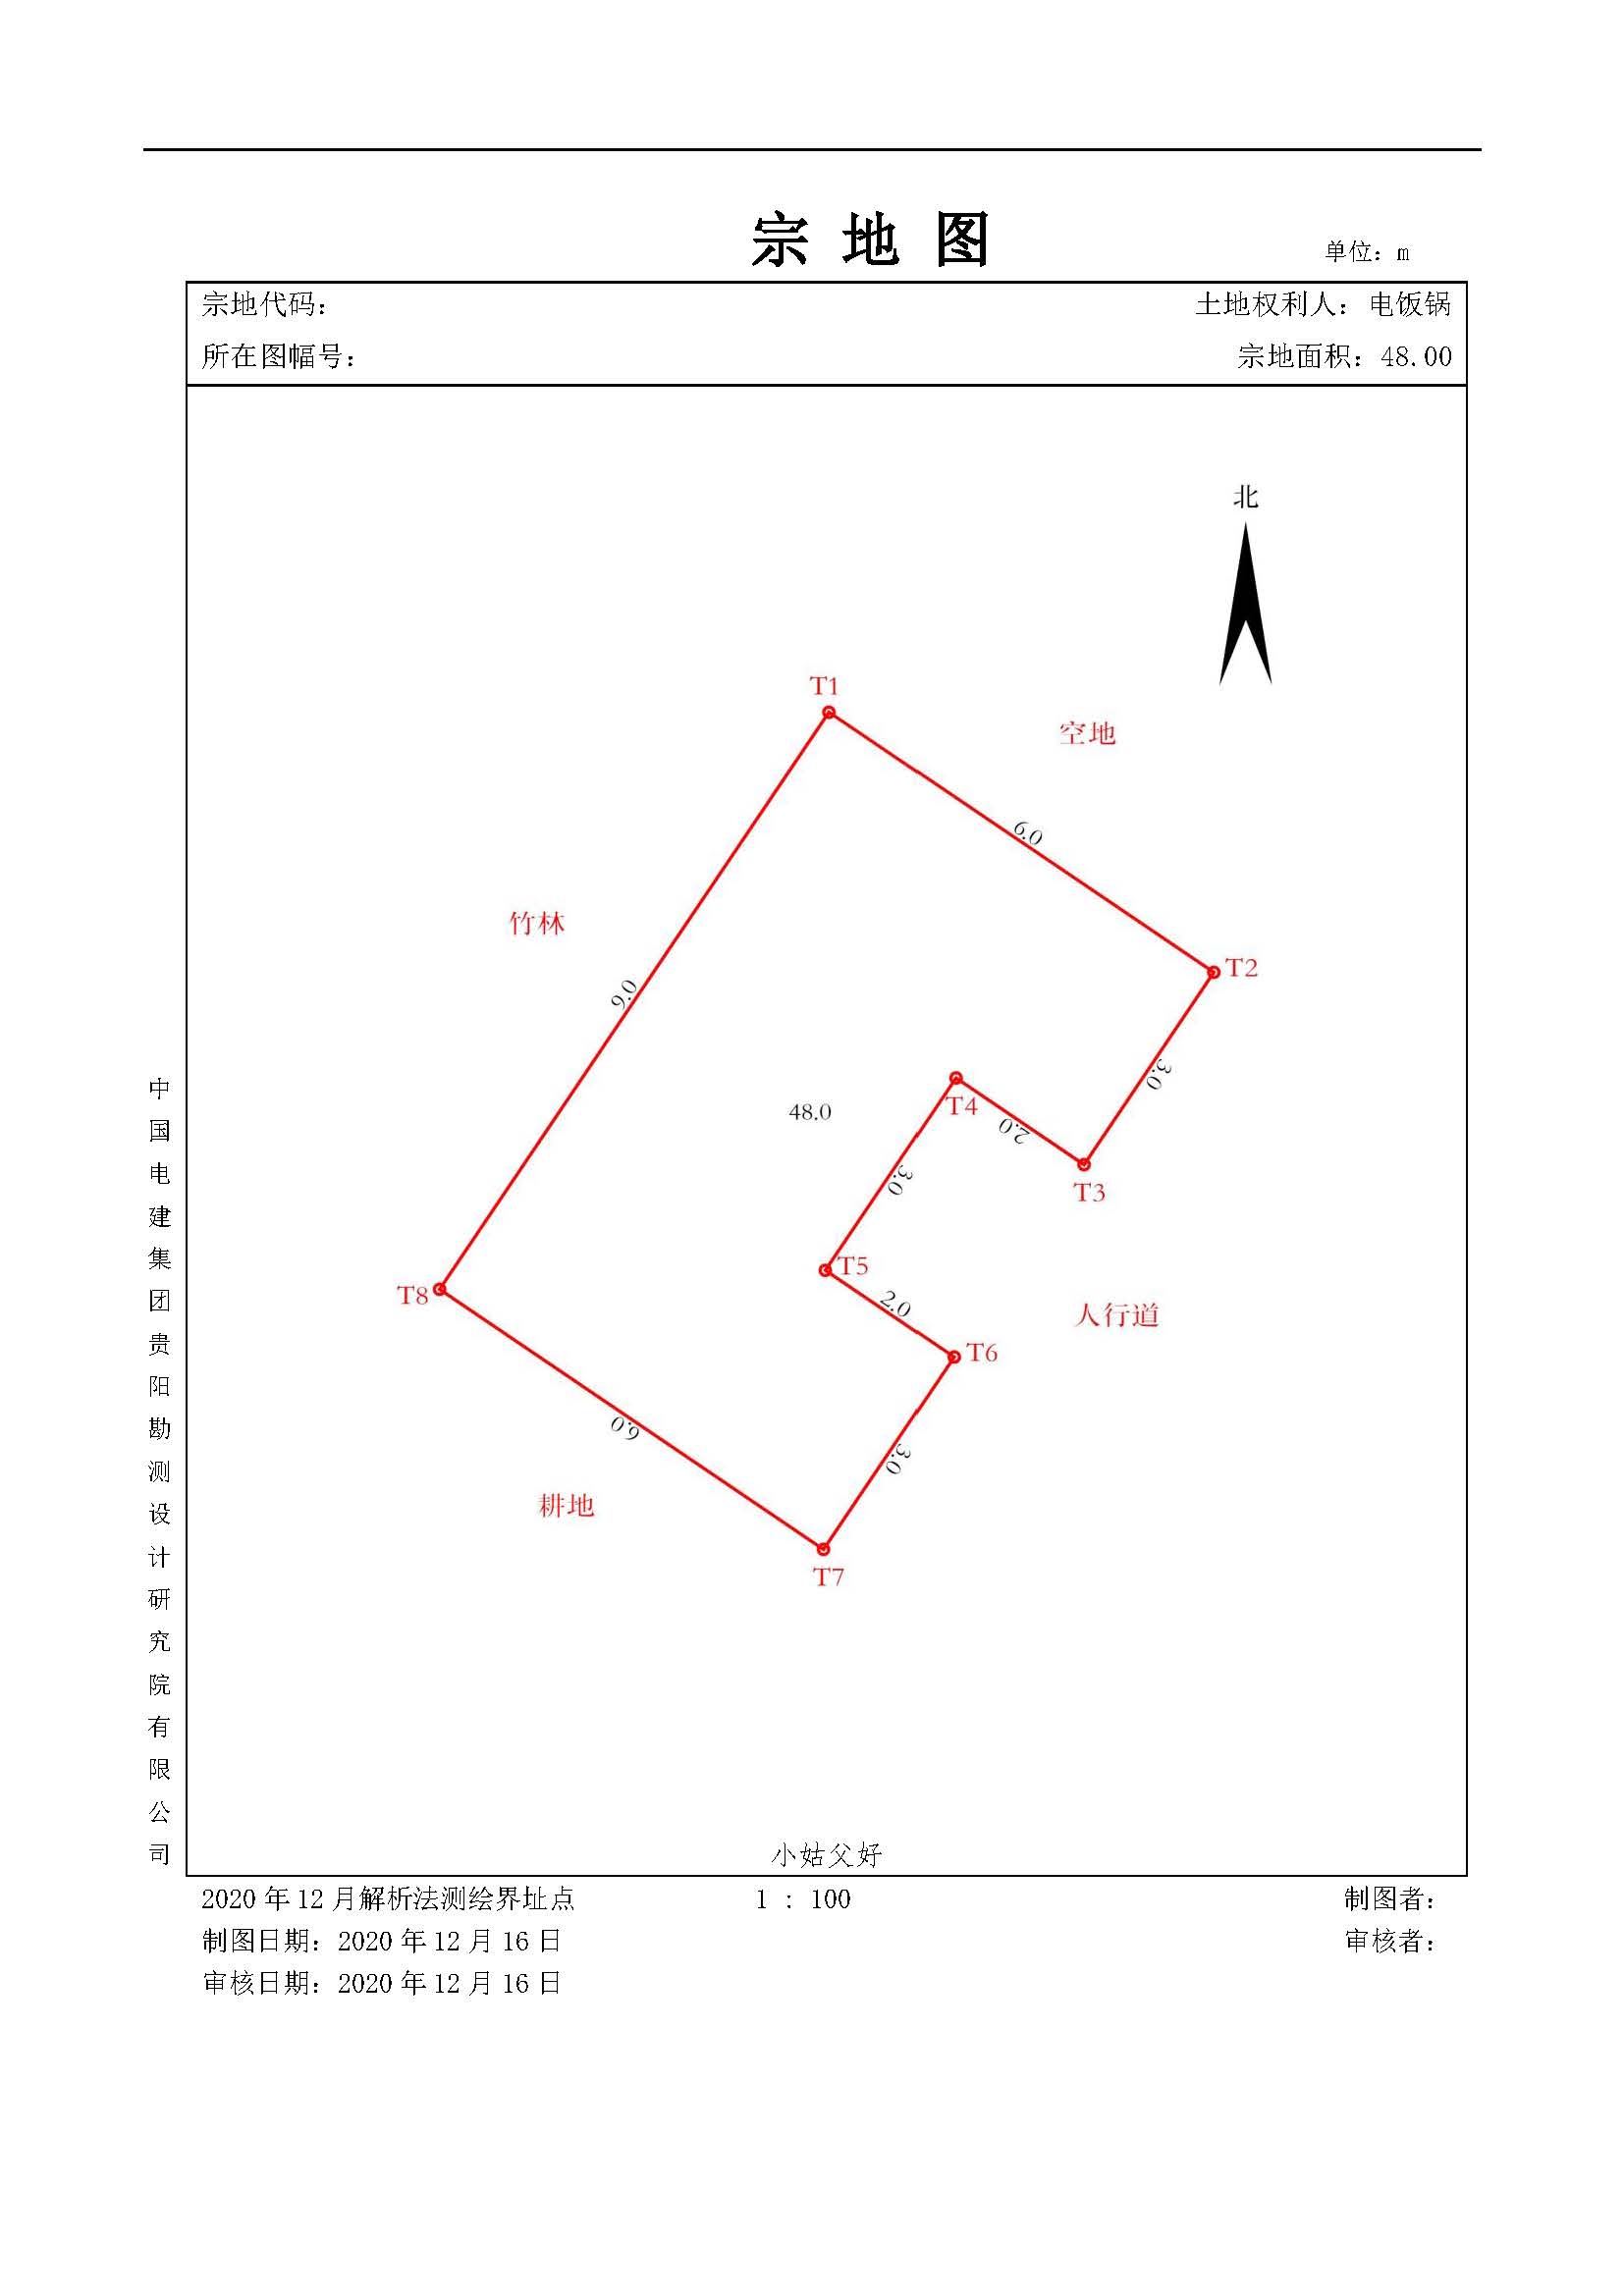 宗地图
单位：m
宗地代码：
土地权利人：电饭锅
所在图幅号：
宗地面积：48.00
北
T1
空地
6.0
竹林
T2
9.0
3.0
T4
48.0
2.0
3.0
T3
T5
2.0
T8
人行道
T6
6.0
3.0
耕地
T7
中国电建集团贵阳勘测设计研究院有限公司
小姑父好
2020年12月解析法测绘界址点
1 : 100
制图者：
制图日期：2020年12月16日
审核者：
审核日期：2020年12月16日